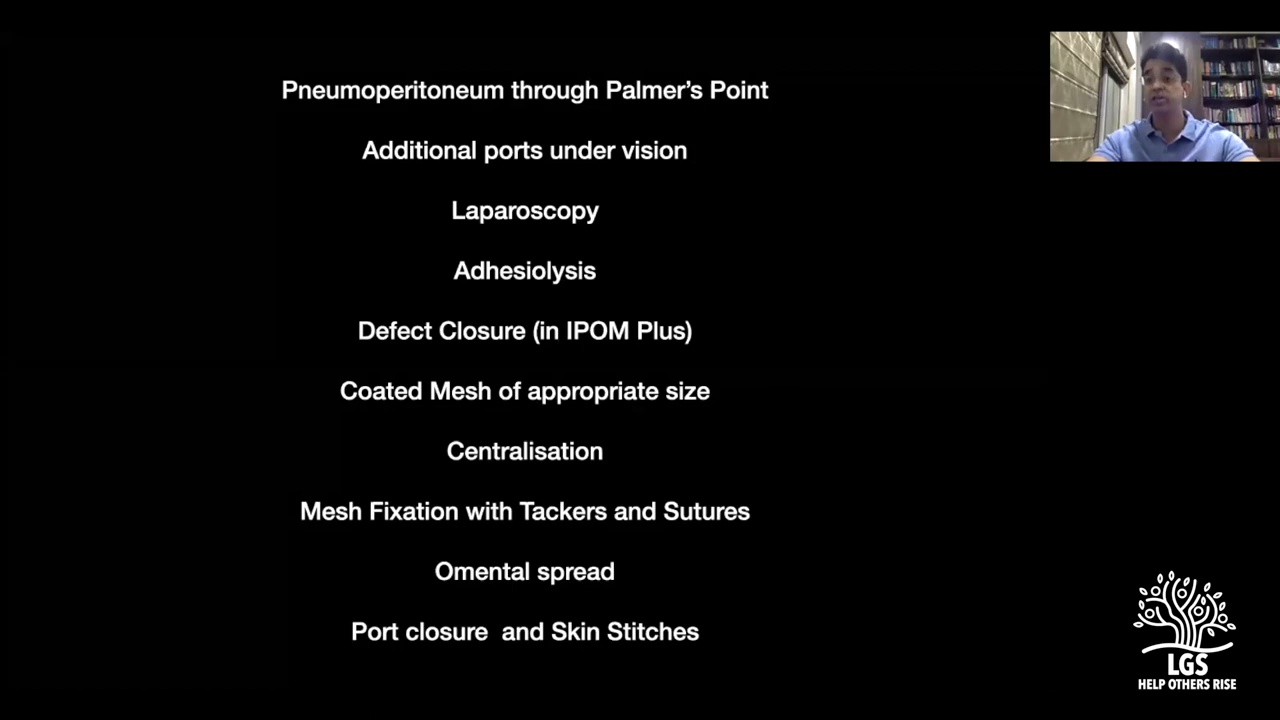 Pneumoperitoneum through Palmer's Point
Additional ports under vision
Laparoscopy
Adhesiolysis
Defect Closure (in IPOM Plus)
Coated Mesh of appropriate size
Centralisation
Mesh Fixation with Tackers and Sutures
Omental spread
Port closure and Skin Stitches
LGS
HELP OTHERS RISE